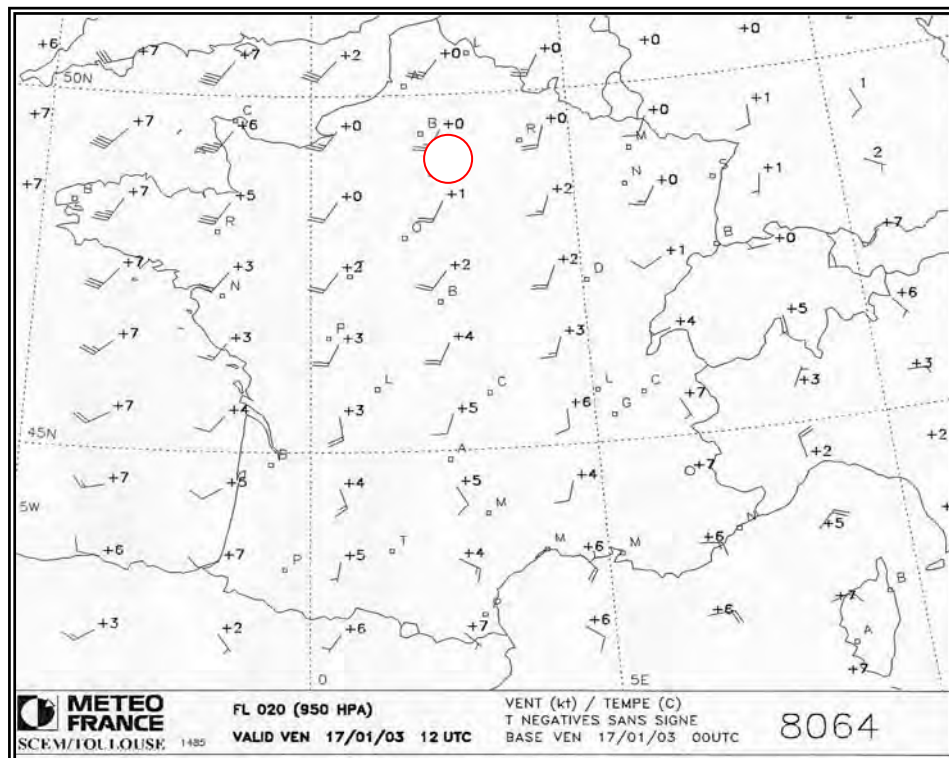 +6 +7 +7 +2 +0 L +0 +0 2
50N A +1 1
+7 +7 C +6 +0 B +0 R +0 +0 M 2
+7 B +7 +5 +0 +1 +2 N +0 S +1
R O B +0 +7
+7 N +3 +2 +2 B +2 D +1 +6
+7 +3 P +3 +4 +3 +4 +5
L C L C +3 +3
+7 +4 +3 +5 +6 G +7
45N A +7 +2 +2
+7 +5 +4 +5 M +4
5W N +5
+6 +7 P +5 T +4 M +6 M +6
B
+3 +2 +6 P +7 +6 +6 +7
A
+7
0 5E
METEO
FRANCE
SCEM/TOULOUSE 1485
FL 020 (950 HPA)
VALID VEN 17/01/03 12 UTC
VENT (kt) / TEMPE (C)
T NEGATIVES SANS SIGNE
BASE VEN 17/01/03 00UTC
8064